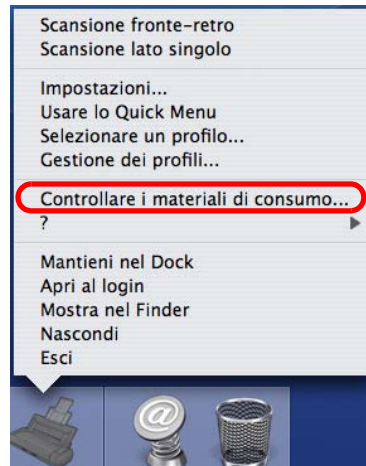 Scansione fronte-retro
Scansione lato singolo
Impostazioni...
Usare lo Quick Menu
Selezionare un profilo...
Gestione dei profili...
Controllare i materiali di consumo...
?
Mantieni nel Dock
Apri al login
Mostra nel Finder
Nascondi
Esci
@